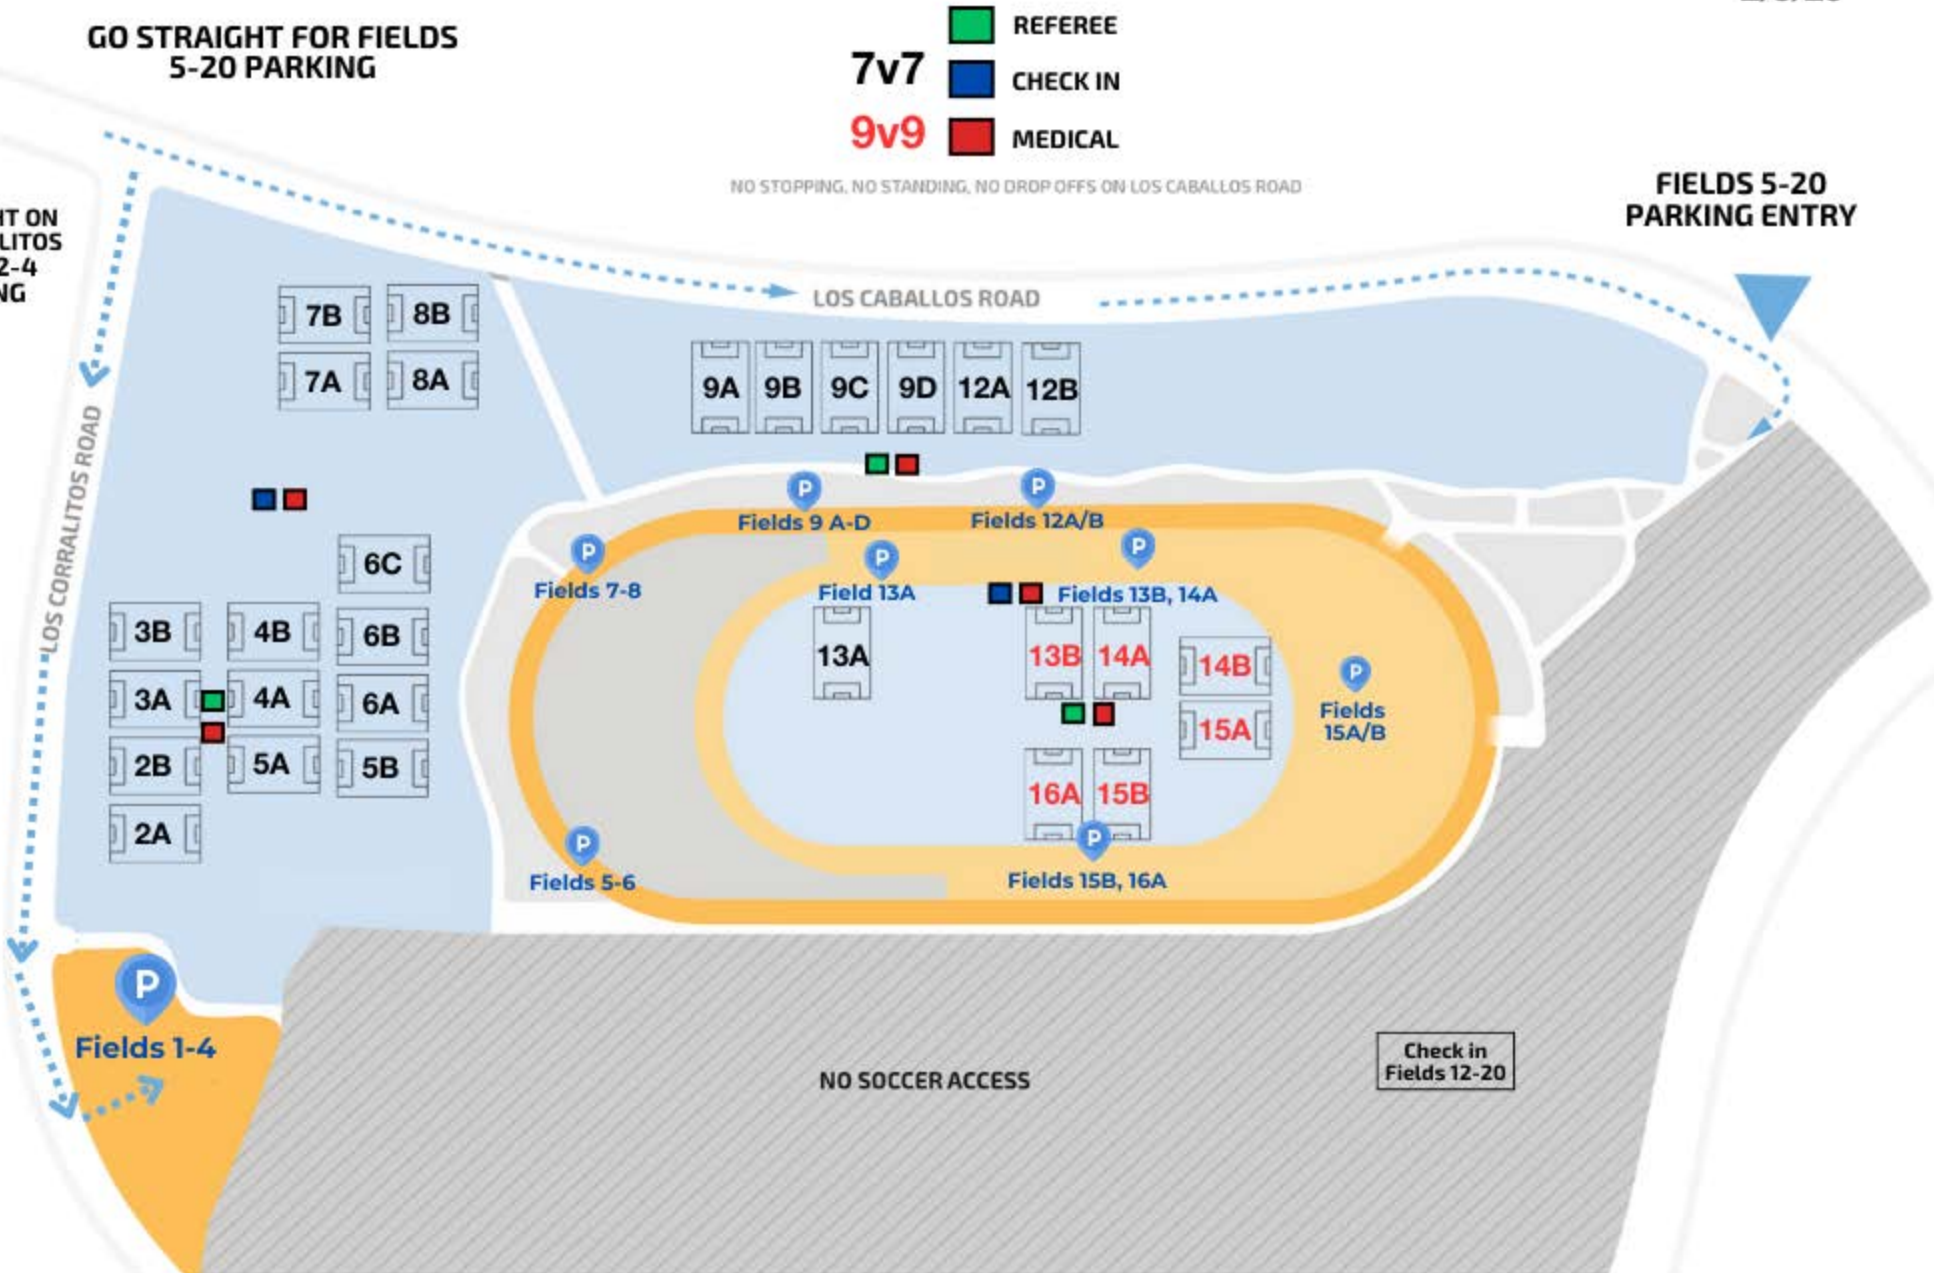 GO STRAIGHT FOR FIELDS
5-20 PARKING
7v7
9v9
REFEREE
CHECK IN
MEDICAL
NO STOPPING, NO STANDING, NO DROP OFFS ON LOS CABALLOS ROAD
FIELDS 5-20
PARKING ENTRY
ON
2-4
LOS CABALLOS ROAD
LOS CORRALITOS ROAD
7B
8B
7A
8A
9A
9B
9C
9D
12A
12B
P
Fields 9 A-D
P
Fields 12A/B
P
Fields 7-8
P
Field 13A
P
Fields 13B, 14A
6C
3B
4B
6B
3A
4A
6A
2B
5A
5B
2A
13A
13B
14A
14B
15A
16A
15B
P
Fields
15A/B
P
Fields 5-6
P
Fields 15B, 16A
P
Fields 1-4
NO SOCCER ACCESS
Check in
Fields 12-20